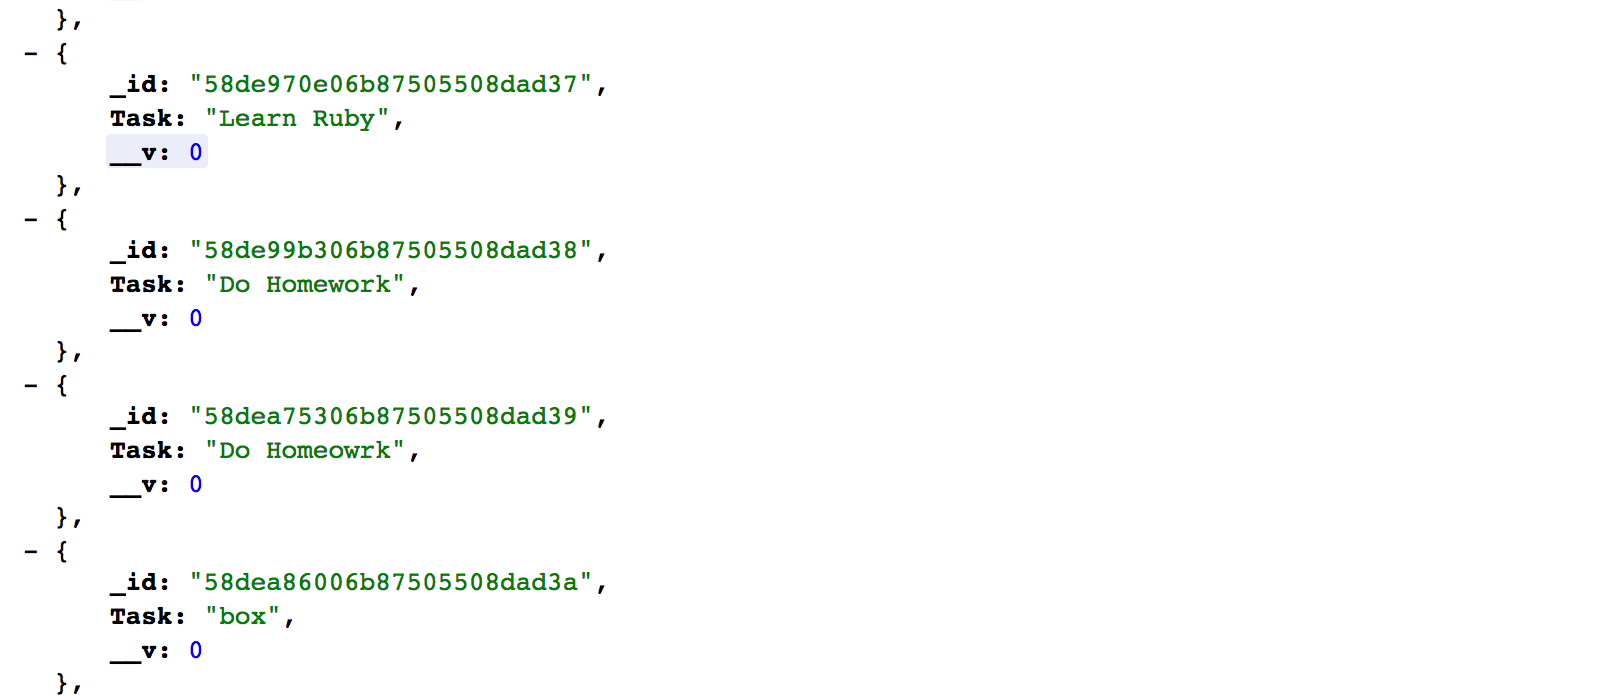 },
- {
_id: "58de970e06b87505508dad37",
Task: "Learn Ruby",
__v: 0
},
- {
_id: "58de99b306b87505508dad38",
Task: "Do Homework",
__v: 0
},
- {
_id: "58dea75306b87505508dad39",
Task: "Do Homeowrk",
__v: 0
},
- {
_id: "58dea86006b87505508dad3a",
Task: "box",
__v: 0
},